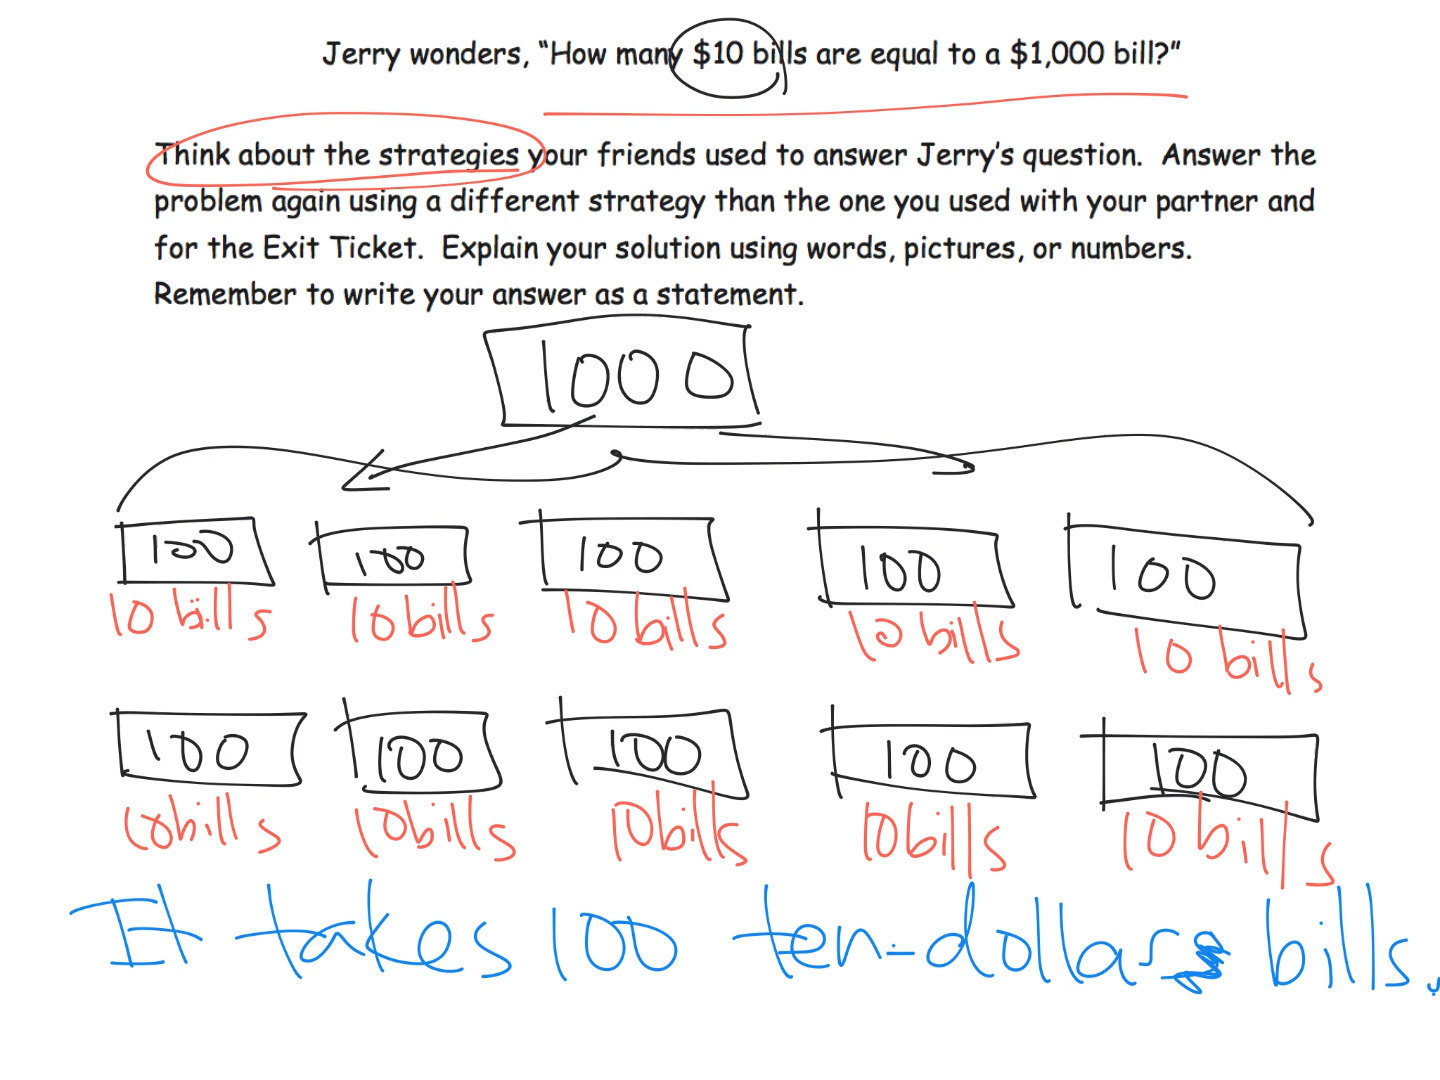 Jerry wonders, “How many $10 bills are equal to a $1,000 bill?”
Think about the strategies your friends used to answer Jerry’s question. Answer the
problem again using a different strategy than the one you used with your partner and
for the Exit Ticket. Explain your solution using words, pictures, or numbers.
Remember to write your answer as a statement.
1000
100 100 100 100 100
10 bills 10 bills 10 bills 10 bills 10 bills
100 100 100 100 100
10 bills 10 bills 10 bills 10 bills 10 bills
It takes 100 ten-dollar bills.